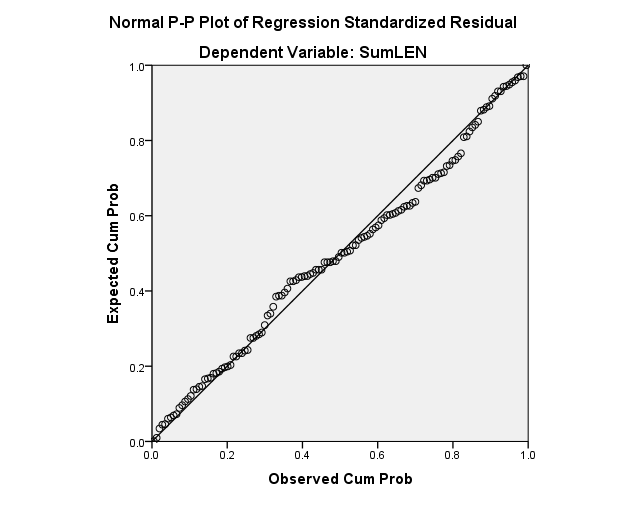 Normal P-P Plot of Regression Standardized Residual
Dependent Variable: SumLEN
1.0
0.8
0.6
0.4
0.2
0.0
0.0 0.2 0.4 0.6 0.8 1.0
Expected Cum Prob
Observed Cum Prob